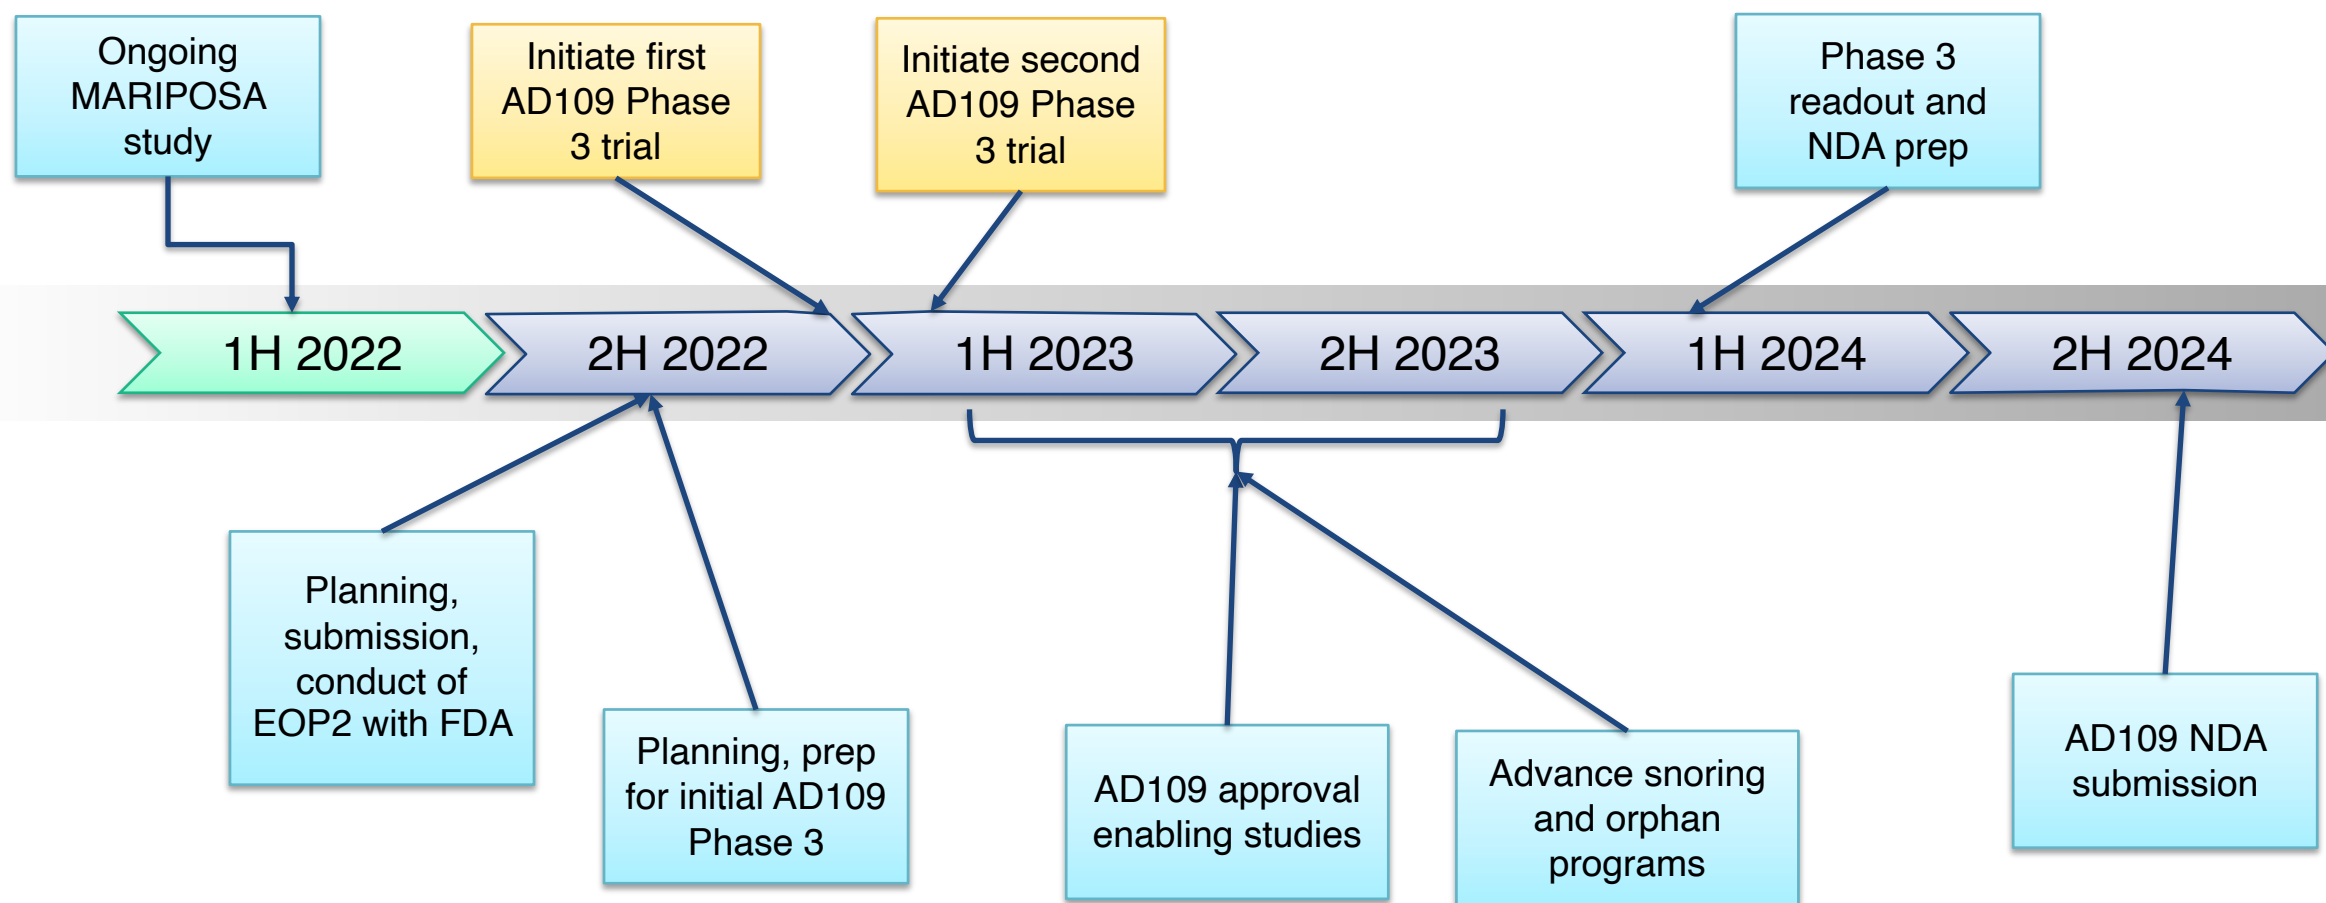 Ongoing
MARIPOSA
study
Initiate first
AD109 Phase
3 trial
Initiate second
AD109 Phase
3 trial
Phase 3
readout and
NDA prep
1H 2022
2H 2022
1H 2023
2H 2023
1H 2024
2H 2024
Planning,
submission,
conduct of
EOP2 with FDA
Planning, prep
for initial AD109
Phase 3
AD109 approval
enabling studies
Advance snoring
and orphan
programs
AD109 NDA
submission